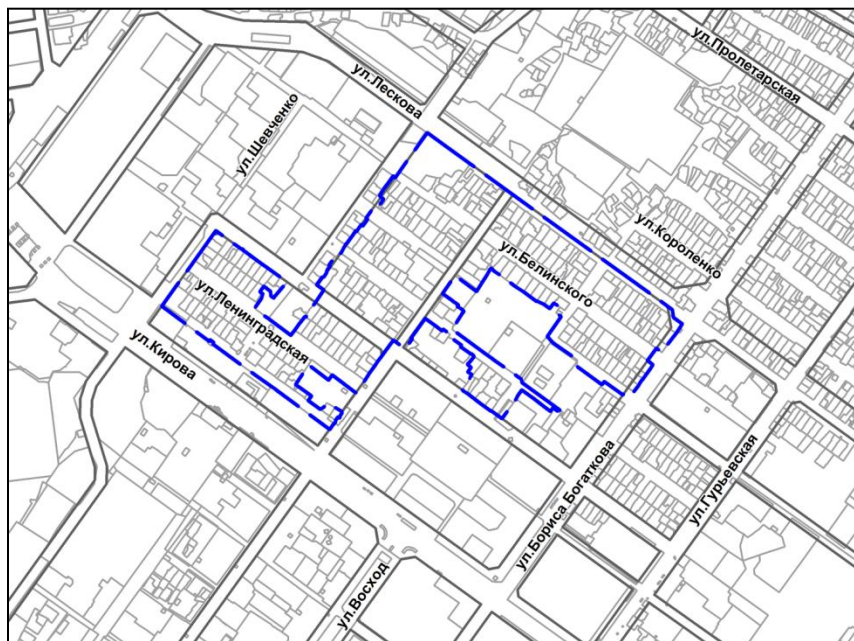 ул.Пролетарская
ул.Лескова
ул.Шевченко
ул.Короленко
ул.Белинского
ул.Ленинградская
ул.Кирова
ул.Гурьевская
ул.Бориса Богаткова
ул.Восход